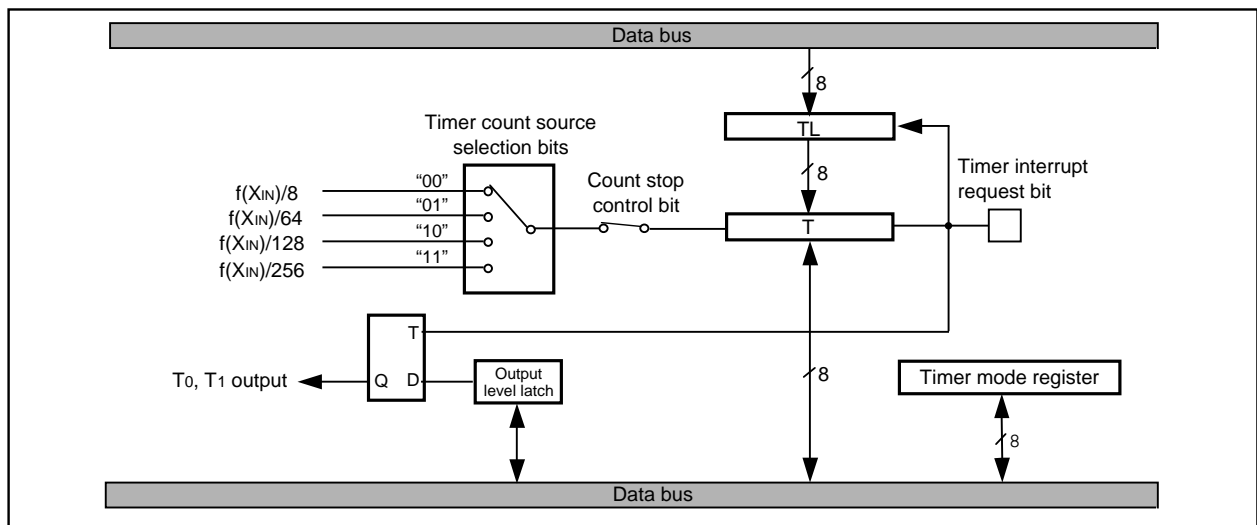 Data bus
8
TL
Timer count source
selection bits
8
Timer interrupt
request bit
Count stop
control bit
f(XIN)/8
"00"
f(XIN)/64
"01"
T
f(XIN)/128
"10"
f(XIN)/256
"11"
T
T0, T1 output
Q
D
Output
level latch
8
Timer mode register
8
Data bus